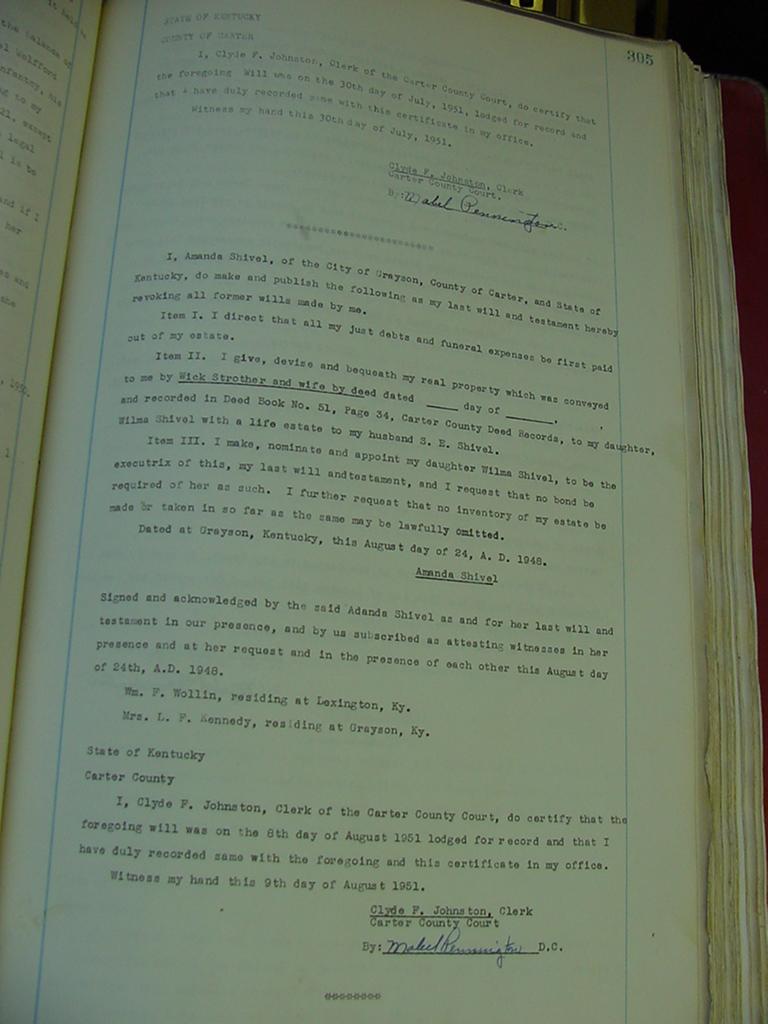 305
STATE OF KENTUCKY
COUNTY OF CARTER
I, Clyde F. Johnston, Clerk of the Carter County Court, do certify that
the foregoing Will was on the 30th day of July, 1951, lodged for record and
that I have duly recorded same with this certificate in my office.
Witness my hand this 30th day of July, 1951.
Clyde F. Johnston, Clerk
Carter County Court.
By: Mabel Pennington D.C.
I, Amanda Shivel, of the City of Grayson, County of Carter, and State of
Kentucky, do make and publish the following as my last will and testament hereby
revoking all former wills made by me.
Item I. I direct that all my just debts and funeral expenses be first paid
out of my estate.
Item II. I give, devise and bequeath my real property which was conveyed
to me by Wick Strother and wife by deed dated ____ day of ______, ,
and recorded in Deed Book No. 51, Page 34, Carter County Deed Records, to my daughter,
Wilma Shivel with a life estate to my husband S. E. Shivel.
Item III. I make, nominate and appoint my daughter Wilma Shivel, to be the
executrix of this, my last will andtestament, and I request that no bond be
required of her as such. I further request that no inventory of my estate be
made or taken in so far as the same may be lawfully omitted.
Dated at Grayson, Kentucky, this August day of 24, A. D. 1948.
Amanda Shivel
Signed and acknowledged by the said Adanda Shivel as and for her last will and
testament in our presence, and by us subscribed as attesting witnesses in her
presence and at her request and in the presence of each other this August day
of 24th, A.D. 1948.
Wm. F. Wollin, residing at Lexington, Ky.
Mrs. L. F. Kennedy, residing at Grayson, Ky.
State of Kentucky
Carter County
I, Clyde F. Johnston, Clerk of the Carter County Court, do certify that the
foregoing will was on the 8th day of August 1951 lodged for record and that I
have duly recorded same with the foregoing and this certificate in my office.
Witness my hand this 9th day of August 1951.
Clyde F. Johnston, Clerk
Carter County Court
By: Mabel Pennington D.C.